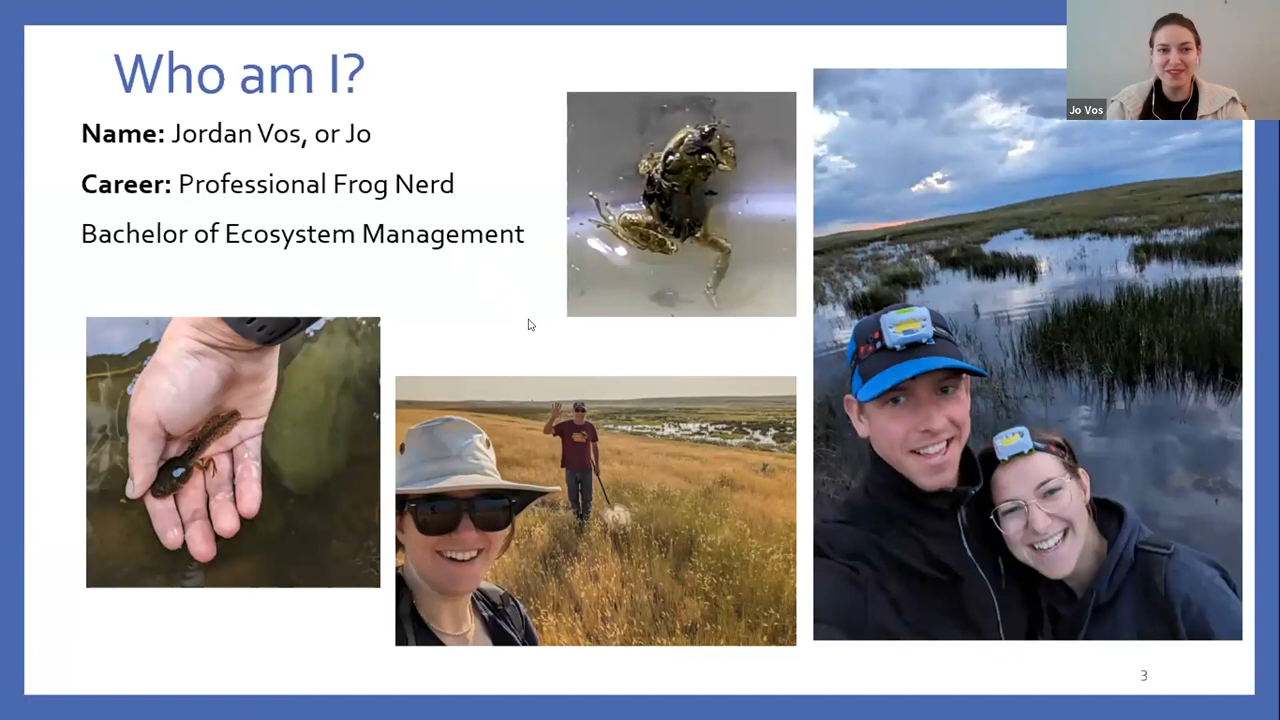 Who am I?
Name: Jordan Vos, or Jo
Career: Professional Frog Nerd
Bachelor of Ecosystem Management
Jo Vos
3